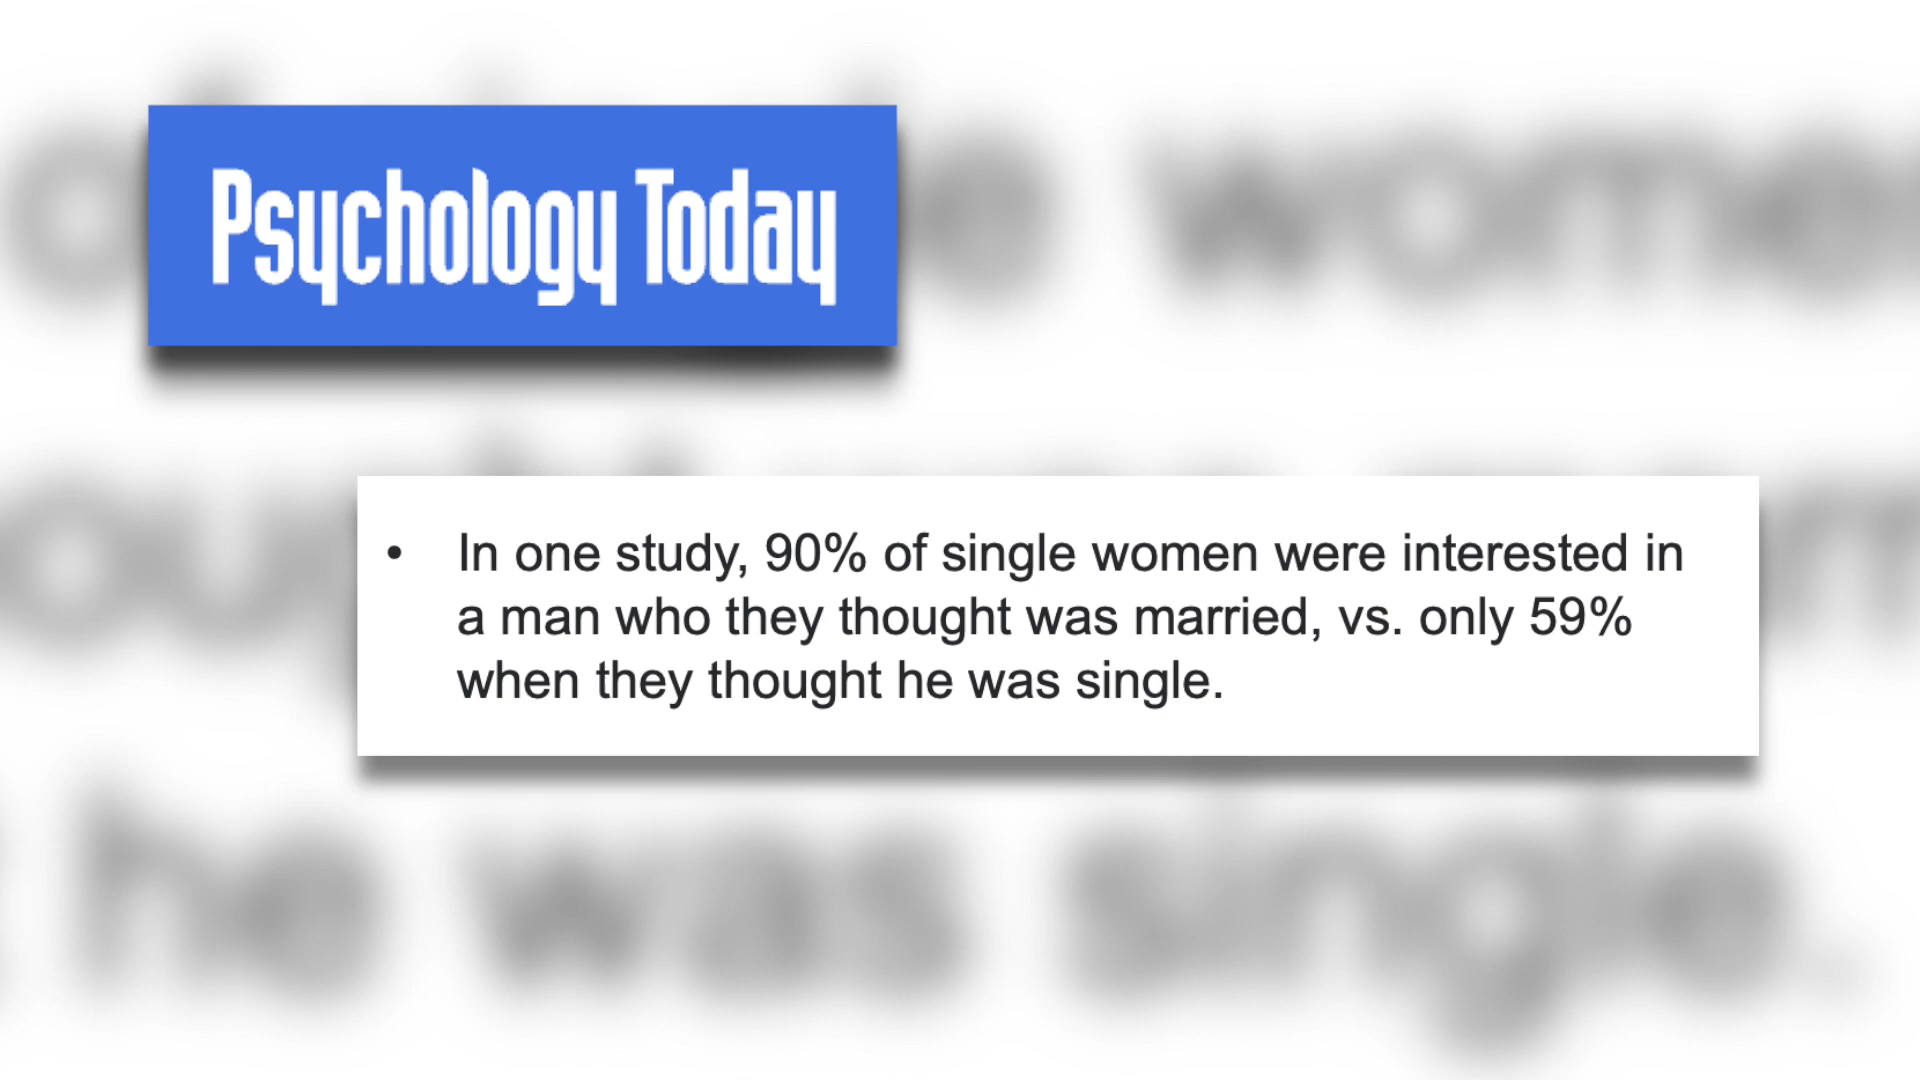 Psychology Today
• In one study, 90% of single women were interested in
a man who they thought was married, vs. only 59%
when they thought he was single.